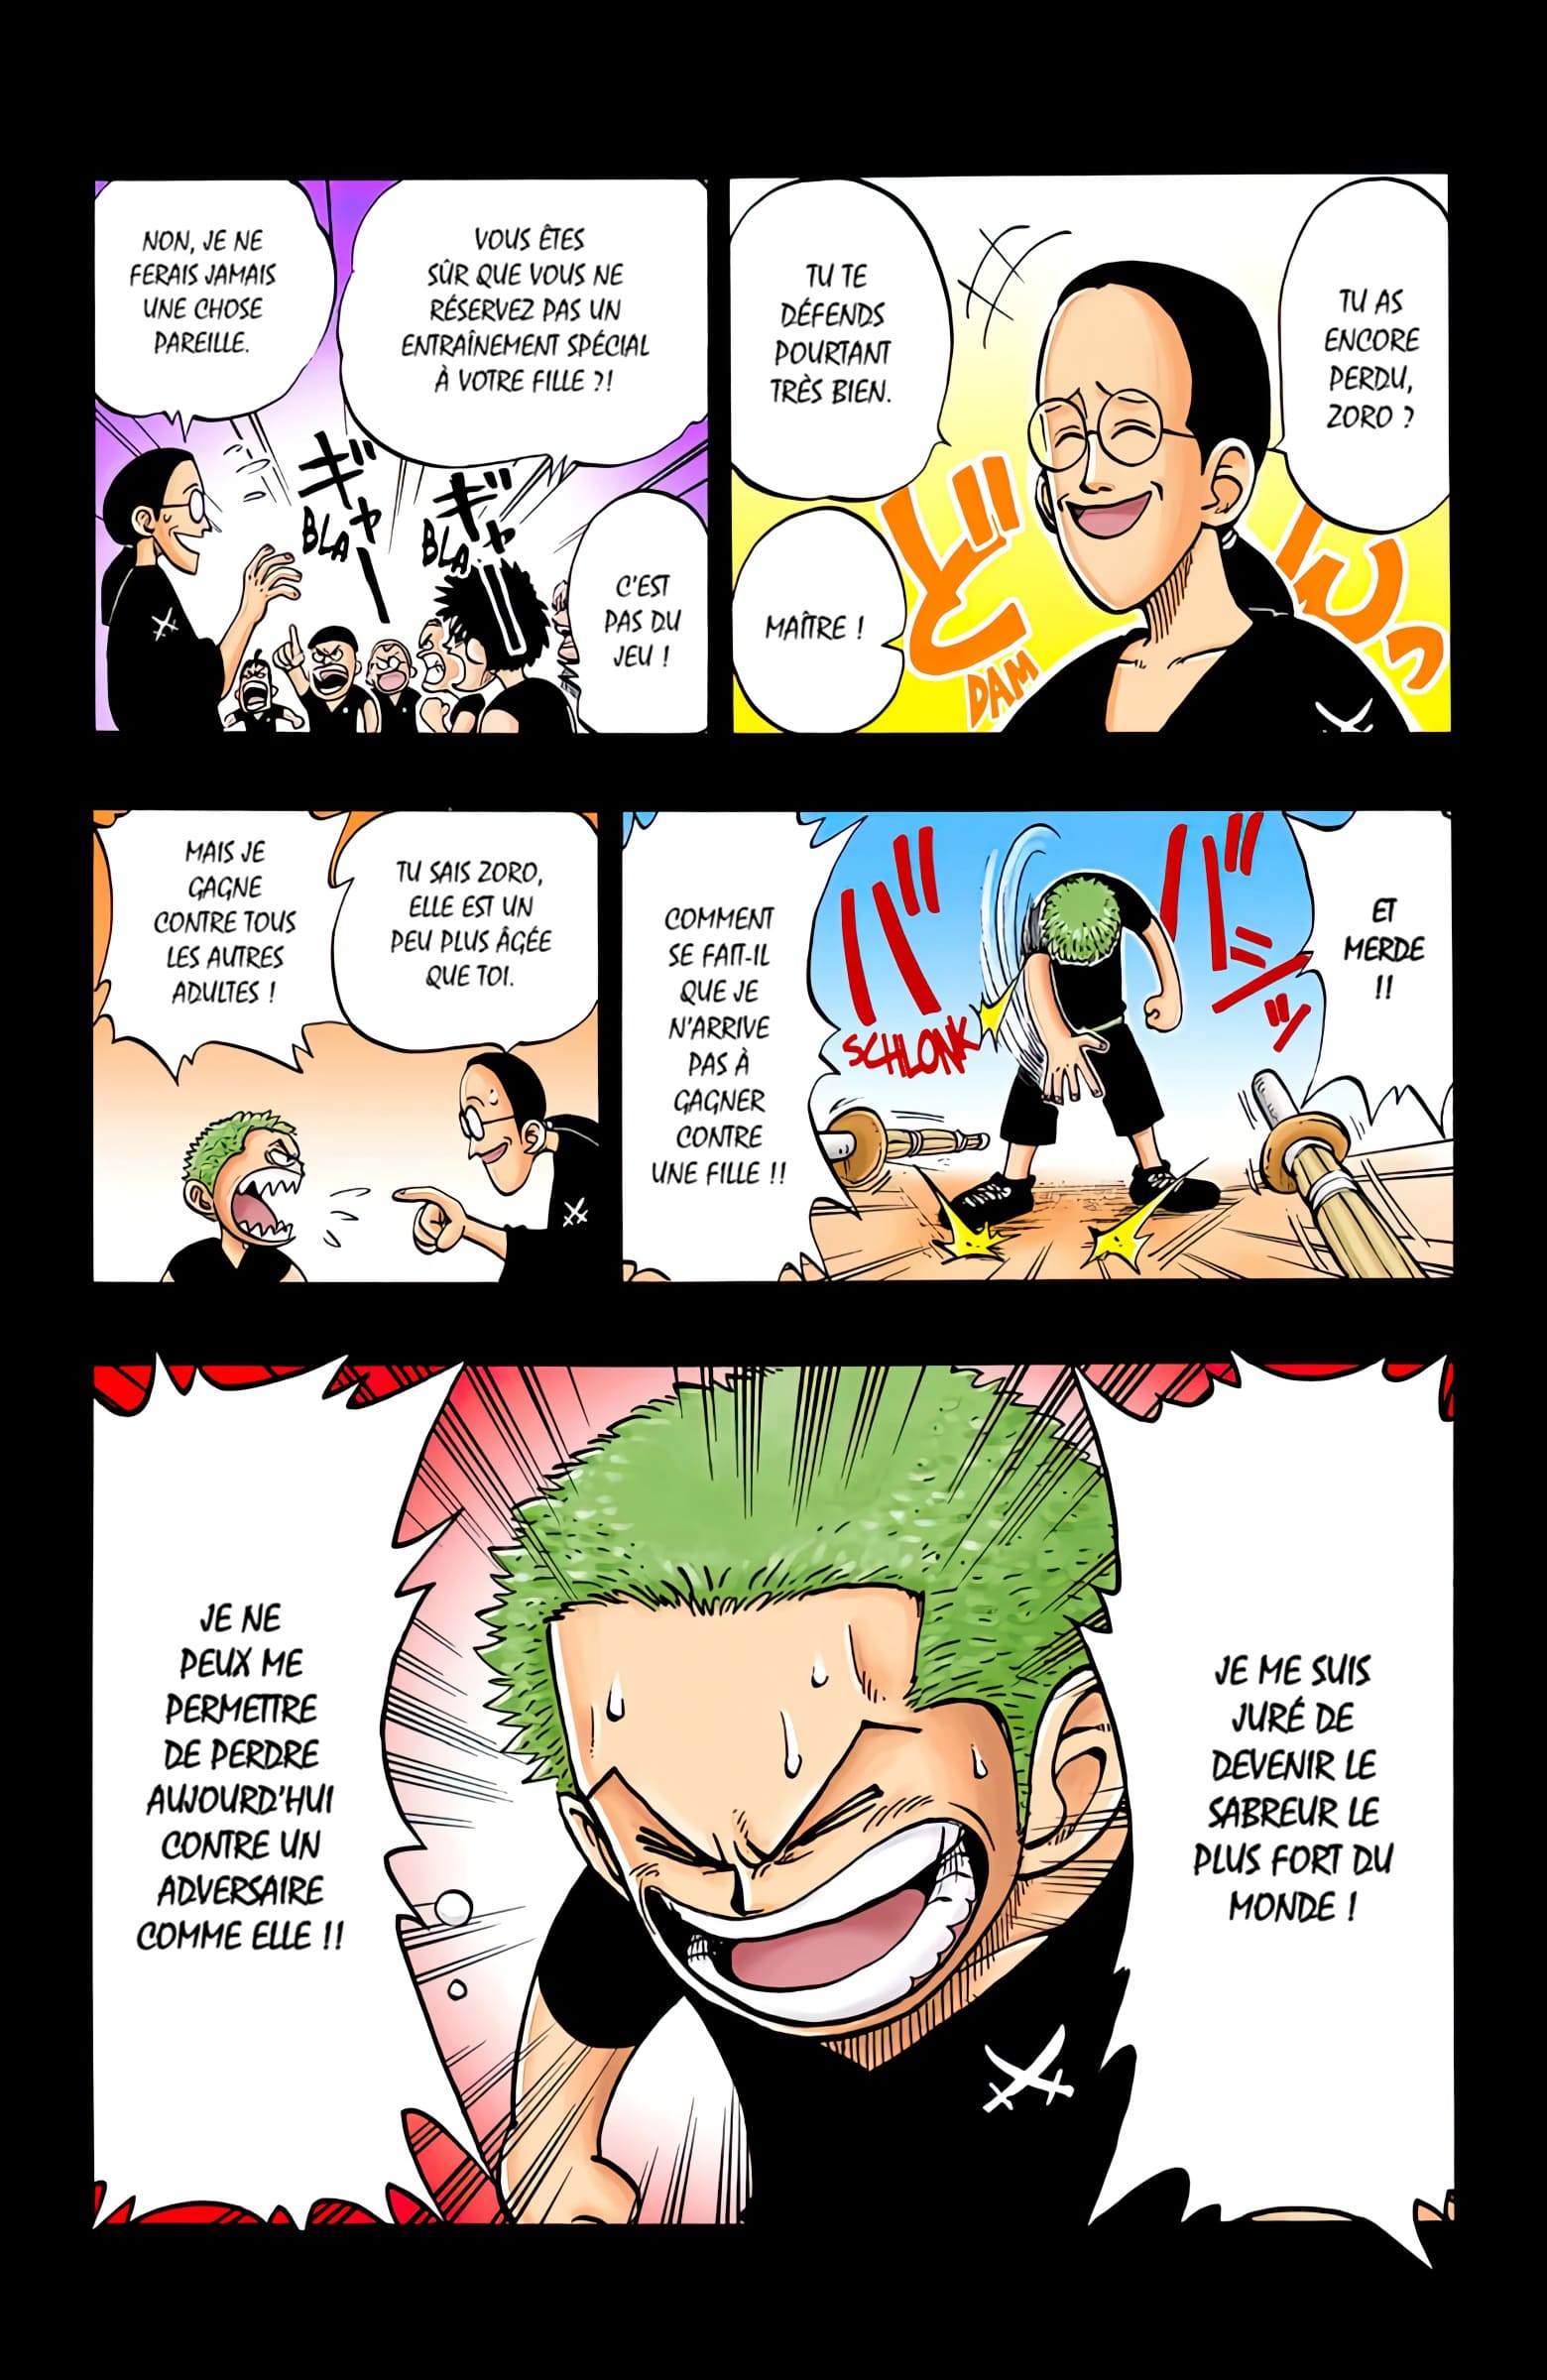 TU AS
ENCORE
PERDU,
ZORO ?
TU TE
DÉFENDS
POURTANT
TRÈS BIEN.
どーんっ
DAM
MAÎTRE !
VOUS ÊTES
SÛR QUE VOUS NE
RÉSERVEZ PAS UN
ENTRAÎNEMENT SPÉCIAL
À VOTRE FILLE ?!
NON, JE NE
FERAIS JAMAIS
UNE CHOSE
PAREILLE.
ギャー
BLA
ギャー
BLA
C'EST
PAS DU
JEU !
ET
MERDE
!!
バシッ
バ
SCHLONK
COMMENT
SE FAIT-IL
QUE JE
N'ARRIVE
PAS À
GAGNER
CONTRE
UNE FILLE !!
TU SAIS ZORO,
ELLE EST UN
PEU PLUS ÂGÉE
QUE TOI.
MAIS JE
GAGNE
CONTRE TOUS
LES AUTRES
ADULTES !
JE ME SUIS
JURÉ DE
DEVENIR LE
SABREUR LE
PLUS FORT DU
MONDE !
JE NE
PEUX ME
PERMETTRE
DE PERDRE
AUJOURD'HUI
CONTRE UN
ADVERSAIRE
COMME ELLE !!